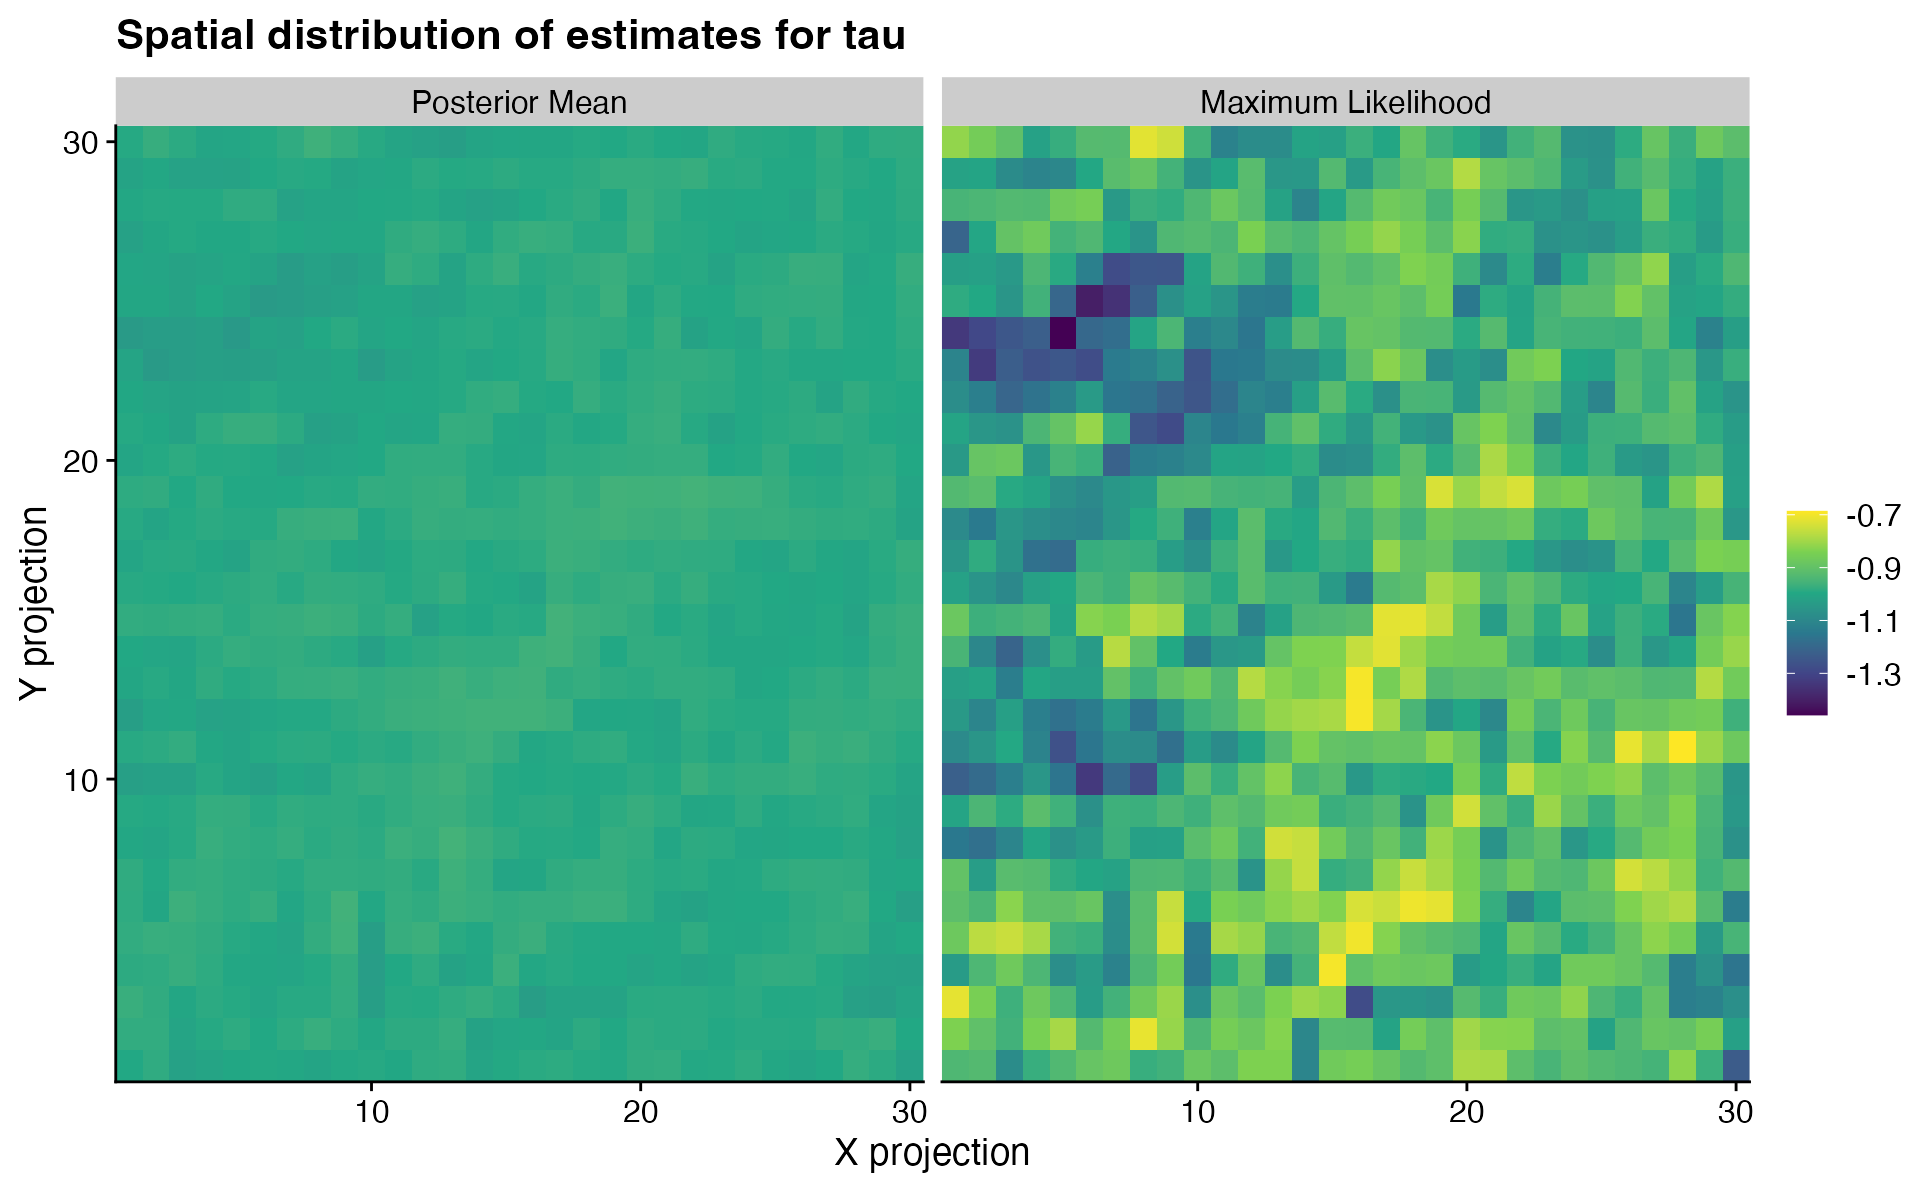 Spatial distribution of estimates for tau
Posterior Mean
Maximum Likelihood
30
20
10
Y projection
10
20
30
10
20
30
X projection
-0.7
-0.9
-1.1
-1.3